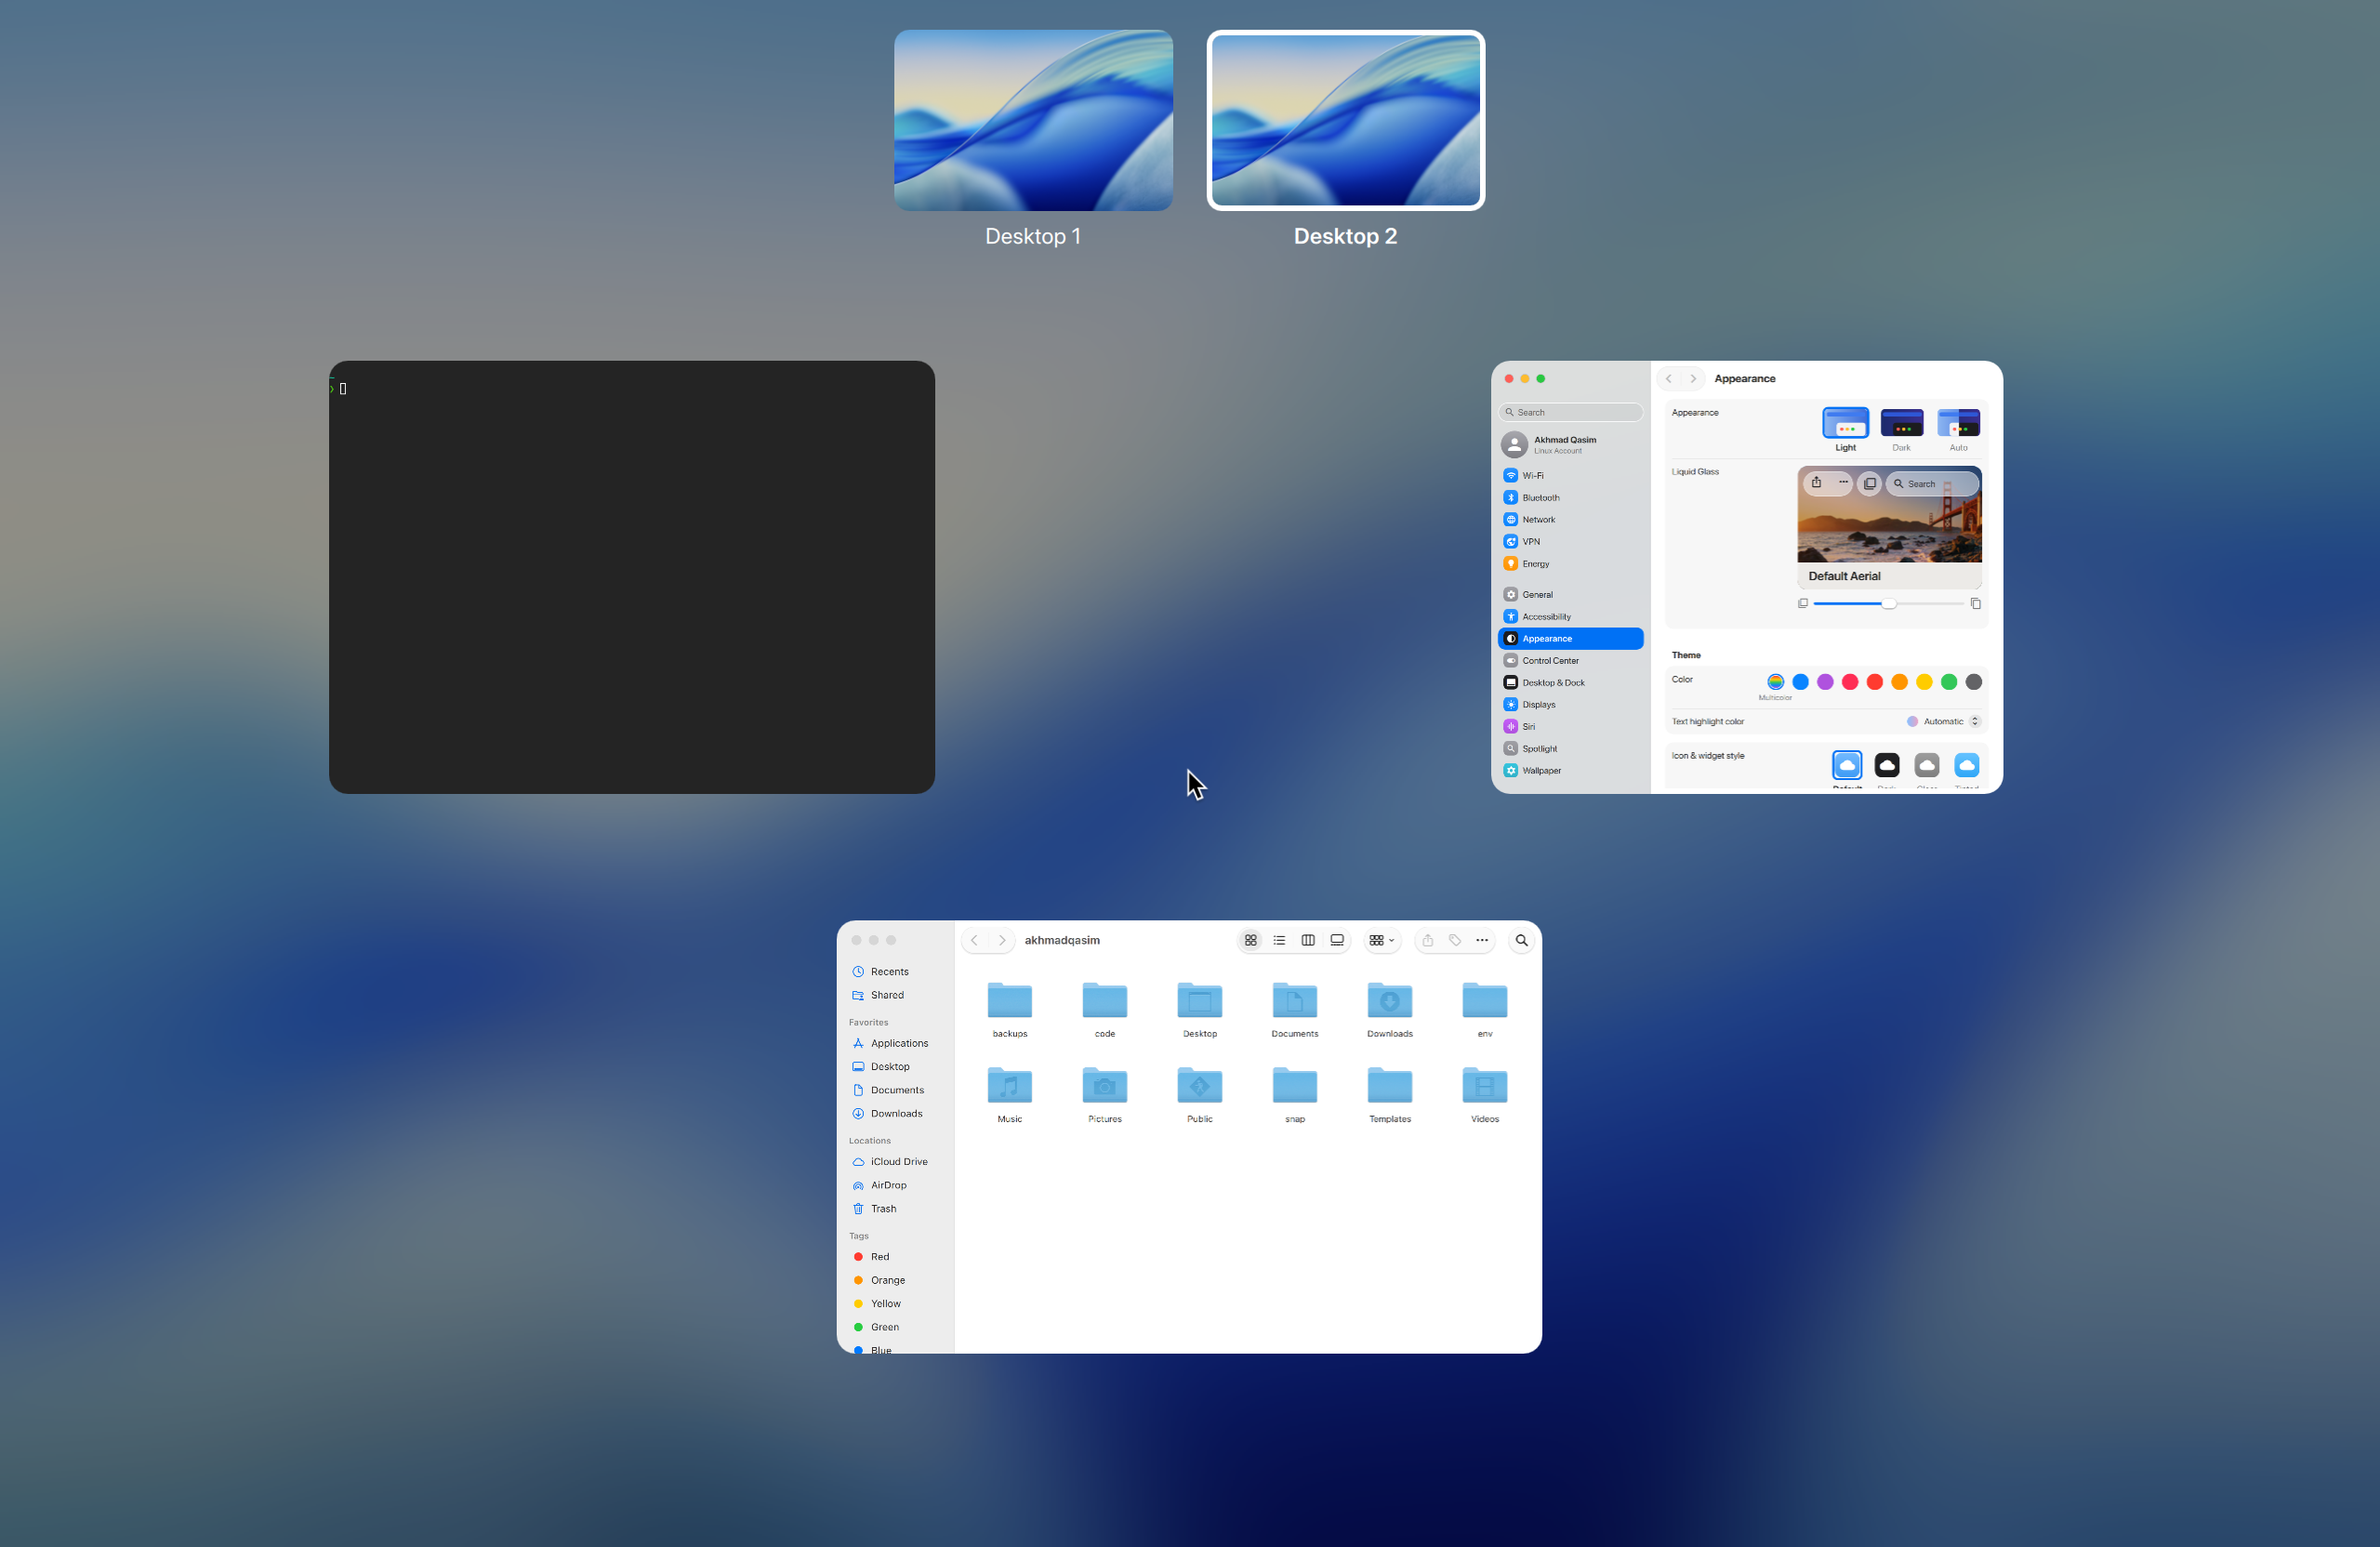 Desktop 1
Desktop 2
Appearance
Search
Akhmad Qasim
Linux Account
Wi-Fi
Bluetooth
Network
VPN
Energy
General
Accessibility
Appearance
Control Center
Desktop & Dock
Displays
Siri
Spotlight
Wallpaper
Appearance
Light
Dark
Auto
Liquid Glass
Search
Default Aerial
Theme
Color
Multicolor
Text highlight color
Automatic
Icon & widget style
Default
Dark
Clear
Tinted
akhmadqasim
Recents
Shared
Favorites
Applications
Desktop
Documents
Downloads
Locations
iCloud Drive
AirDrop
Trash
Tags
Red
Orange
Yellow
Green
Blue
backups
code
Desktop
Documents
Downloads
env
Music
Pictures
Public
snap
Templates
Videos